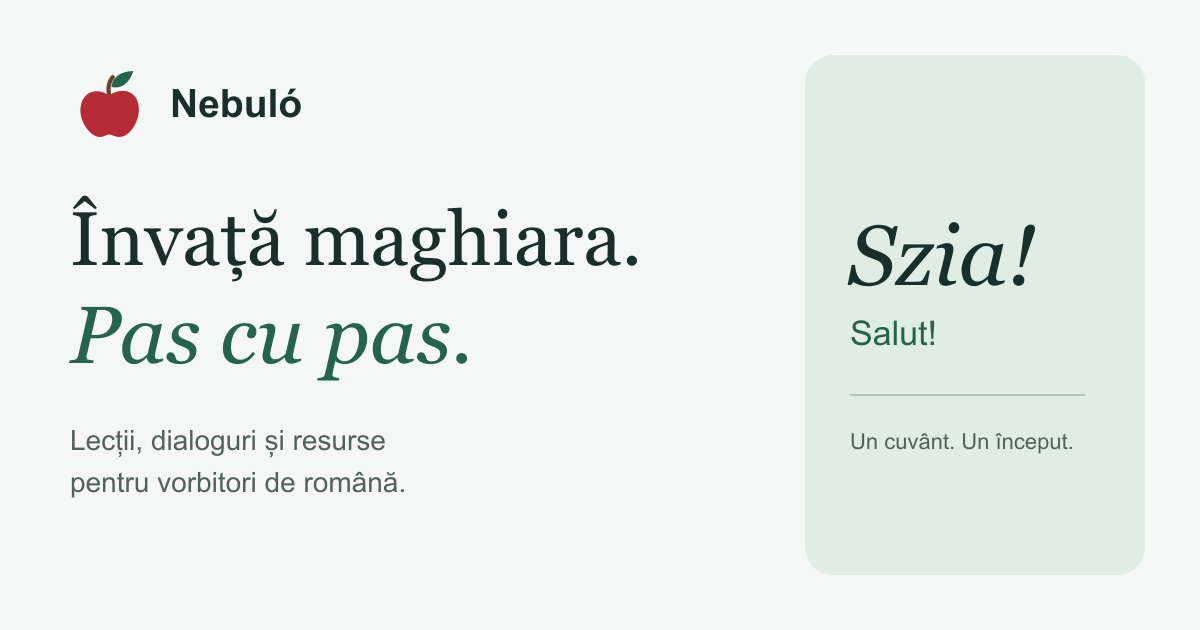 Nebuló
Învață maghiara.
Pas cu pas.
Lecții, dialoguri și resurse
pentru vorbitori de română.
Szia!
Salut!
Un cuvânt. Un început.